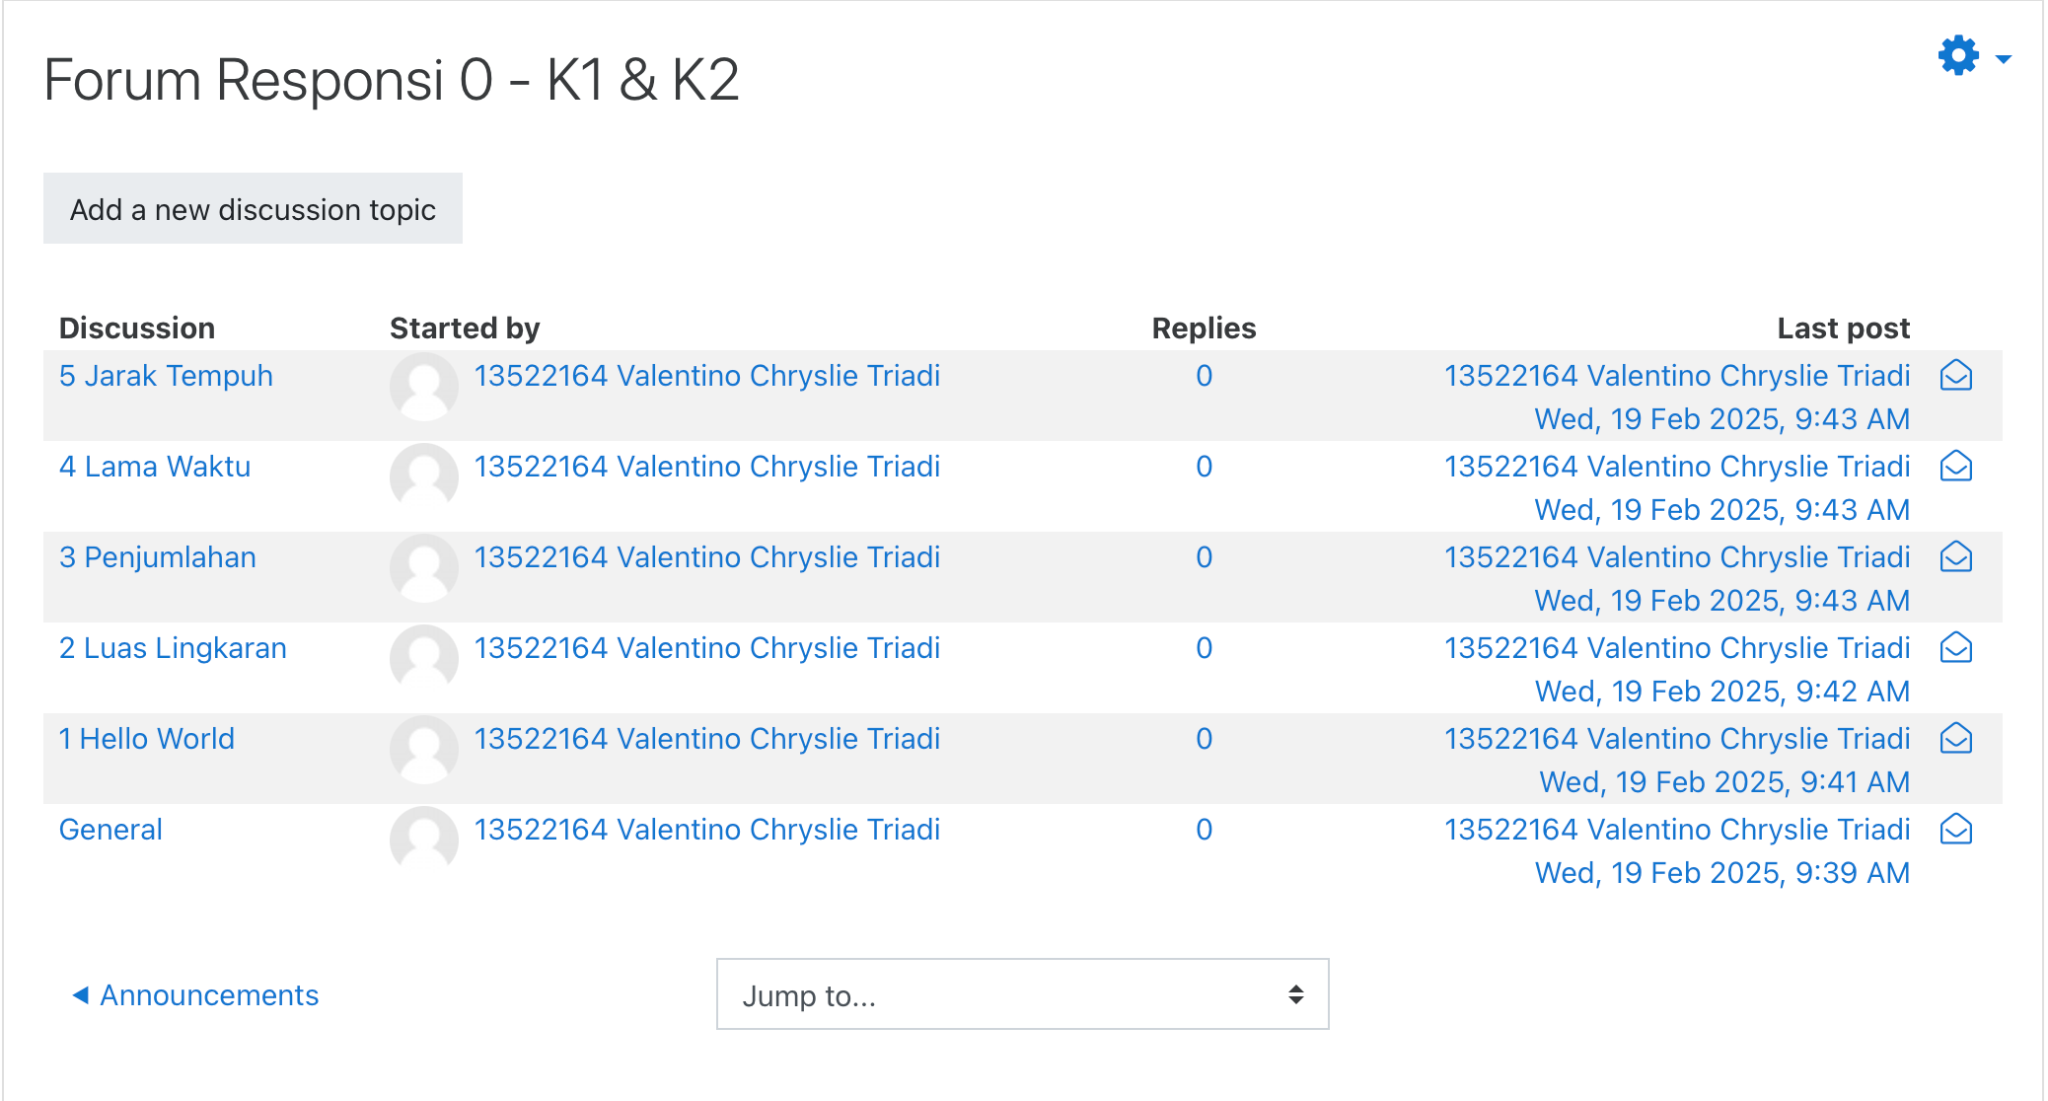 Forum Responsi 0 - K1 & K2
Add a new discussion topic
Discussion Started by Replies Last post
5 Jarak Tempuh 13522164 Valentino Chryslie Triadi 0 13522164 Valentino Chryslie Triadi
Wed, 19 Feb 2025, 9:43 AM
4 Lama Waktu 13522164 Valentino Chryslie Triadi 0 13522164 Valentino Chryslie Triadi
Wed, 19 Feb 2025, 9:43 AM
3 Penjumlahan 13522164 Valentino Chryslie Triadi 0 13522164 Valentino Chryslie Triadi
Wed, 19 Feb 2025, 9:43 AM
2 Luas Lingkaran 13522164 Valentino Chryslie Triadi 0 13522164 Valentino Chryslie Triadi
Wed, 19 Feb 2025, 9:42 AM
1 Hello World 13522164 Valentino Chryslie Triadi 0 13522164 Valentino Chryslie Triadi
Wed, 19 Feb 2025, 9:41 AM
General 13522164 Valentino Chryslie Triadi 0 13522164 Valentino Chryslie Triadi
Wed, 19 Feb 2025, 9:39 AM
◀ Announcements Jump to...